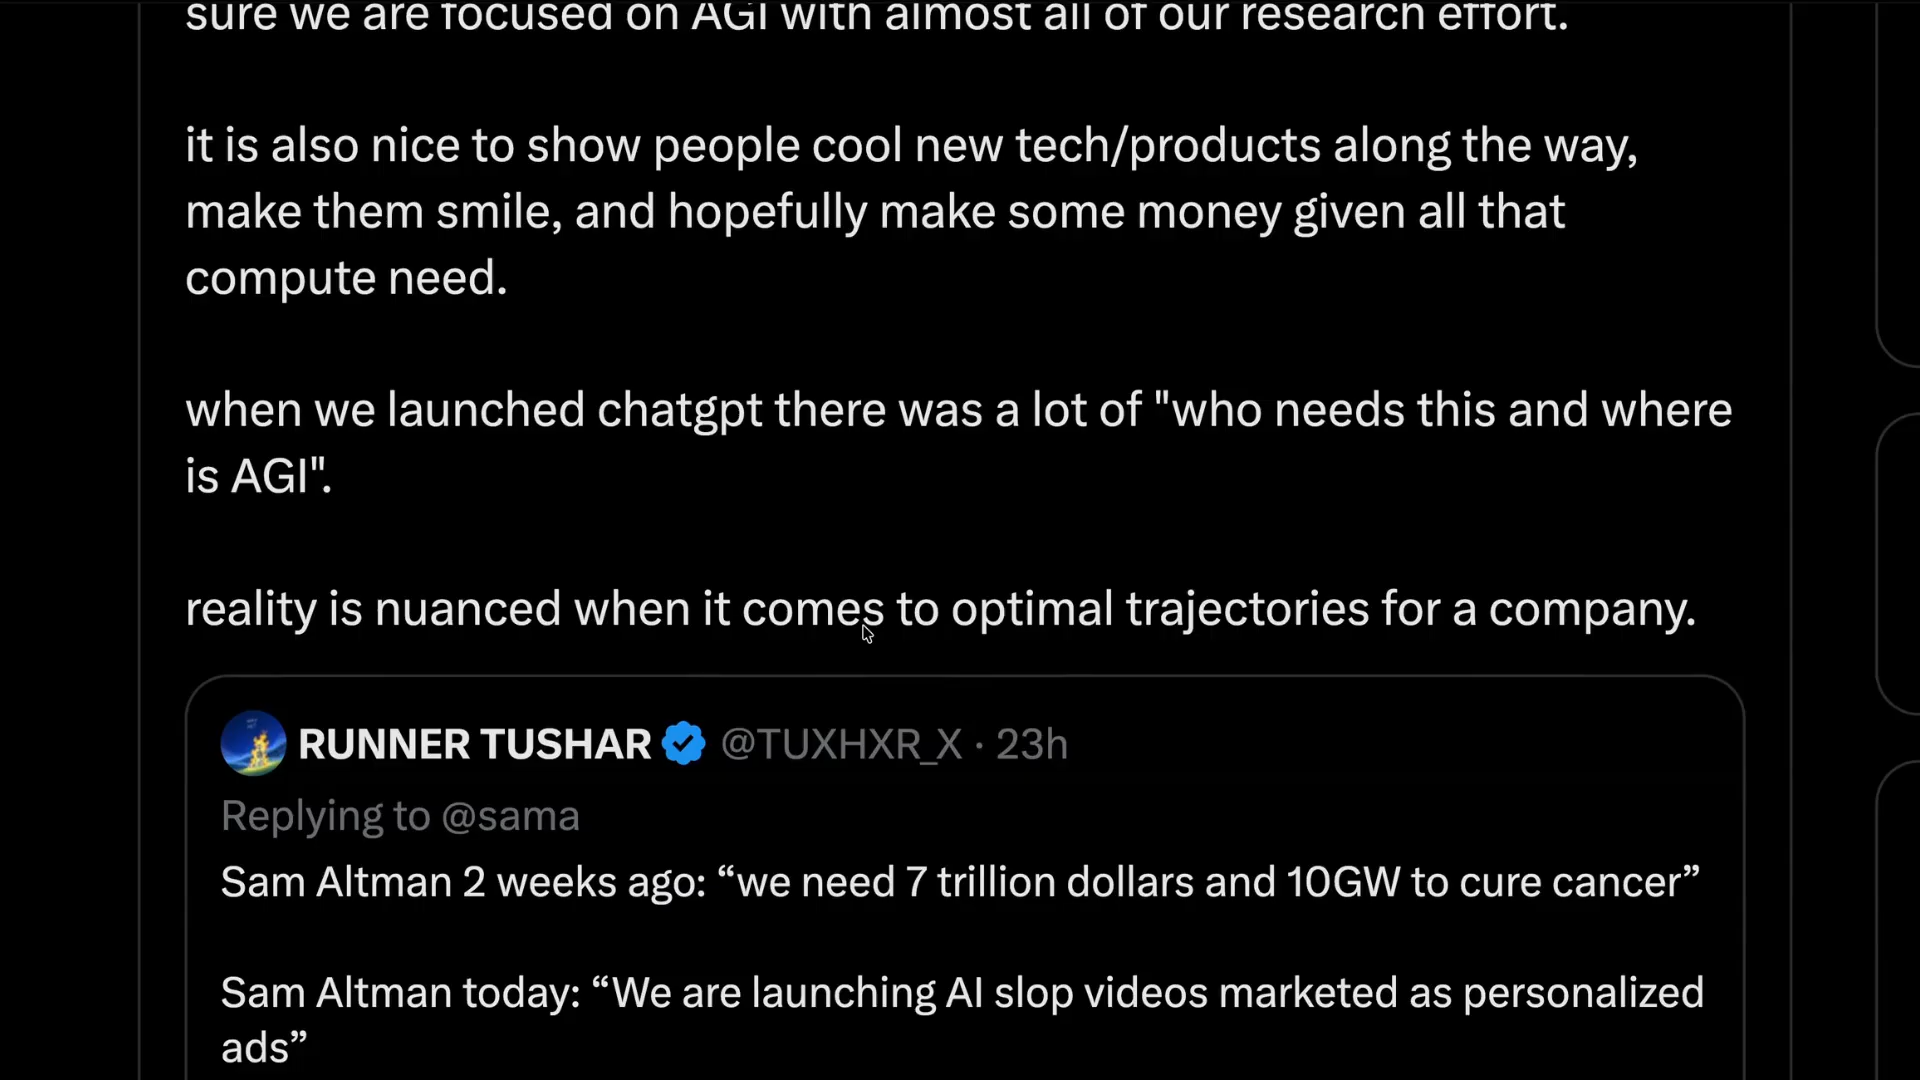 sure we are focused on AGI with almost all of our research effort.
it is also nice to show people cool new tech/products along the way,
make them smile, and hopefully make some money given all that
compute need.
when we launched chatgpt there was a lot of "who needs this and where
is AGI".
reality is nuanced when it comes to optimal trajectories for a company.
RUNNER TUSHAR @TUXHXR_X · 23h
Replying to @sama
Sam Altman 2 weeks ago: “we need 7 trillion dollars and 10GW to cure cancer”
Sam Altman today: “We are launching AI slop videos marketed as personalized
ads”